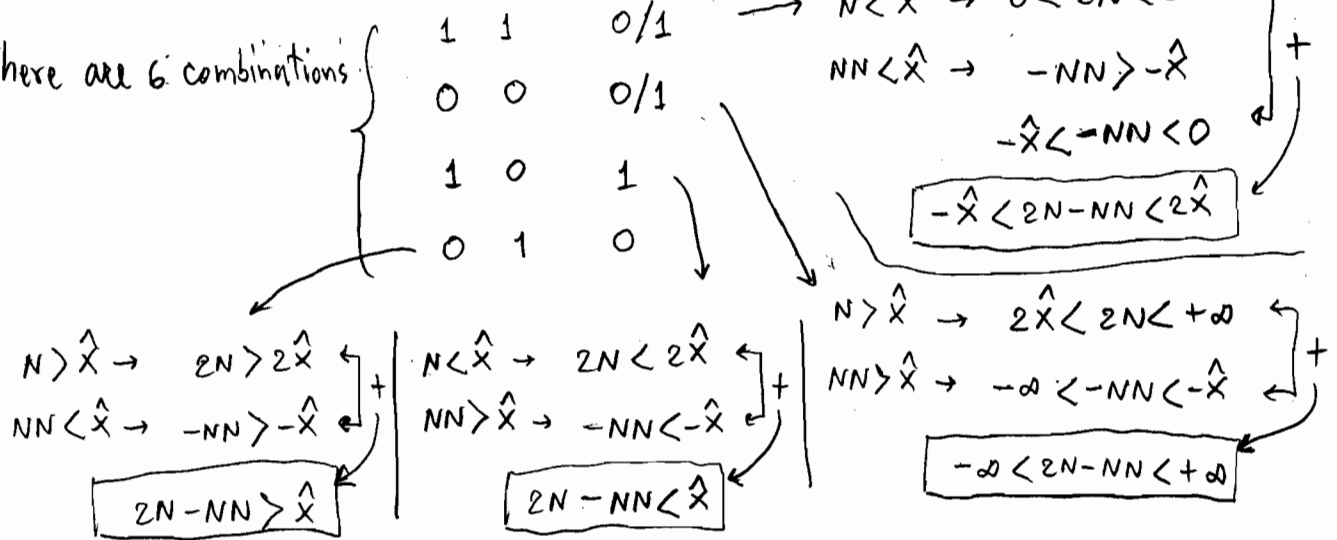 1 1 0/1 → N<X̂ → 0<2N<
here are 6 combinations
NN<X̂ → -NN>-X̂
+
0 0 0/1
-X̂<-NN<0
1 0 1
-X̂<2N-NN<2X̂
0 1 0
N>X̂ → 2N>2X̂
NN<X̂ → -NN>-X̂
+
2N-NN>X̂
N<X̂ → 2N<2X̂
NN>X̂ → -NN<-X̂
+
2N-NN<X̂
N>X̂ → 2X̂<2N<+∞
NN>X̂ → -∞<-NN<-X̂
+
-∞<2N-NN<+∞